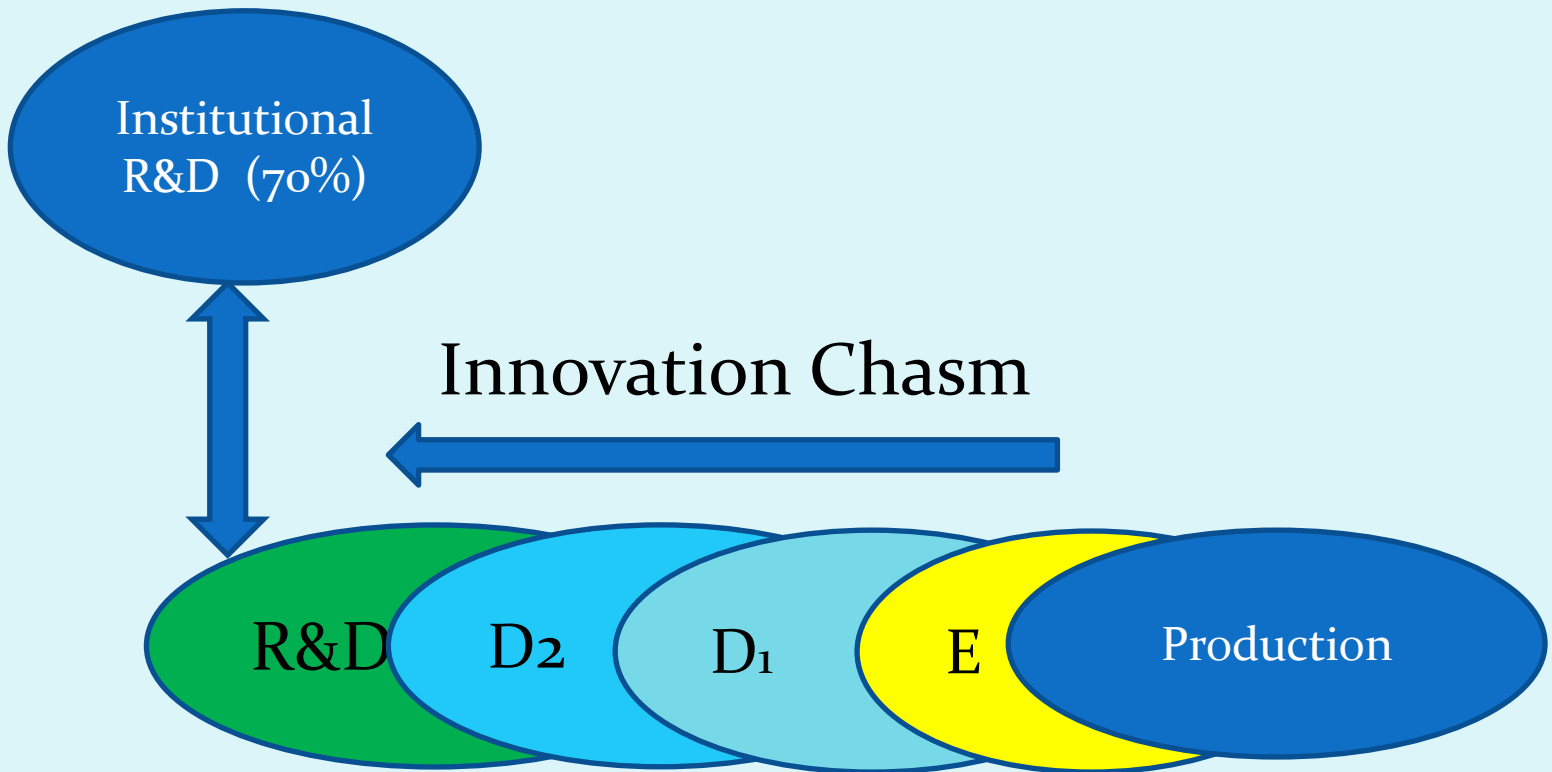 Institutional
R&D (70%)
Innovation Chasm
R&D
D2
D1
E
Production